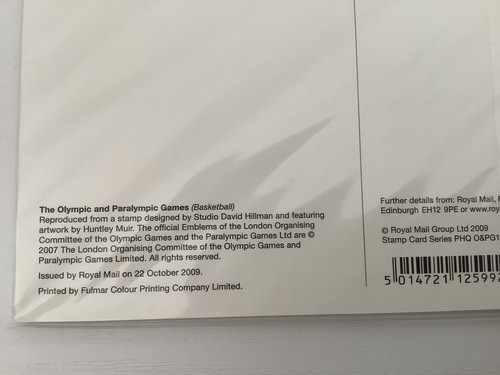 The Olympic and Paralympic Games (Basketball)
Reproduced from a stamp designed by Studio David Hillman and featuring
artwork by Huntley Muir. The official Emblems of the London Organising
Committee of the Olympic Games and the Paralympic Games Ltd are ©
2007 The London Organising Committee of the Olympic Games and
Paralympic Games Limited. All rights reserved.
Issued by Royal Mail on 22 October 2009.
Printed by Fulmar Colour Printing Company Limited.
Further details from: Royal Mail,
Edinburgh EH12 9PE or www.roy
© Royal Mail Group Ltd 2009
Stamp Card Series PHQ O&PG1
5 014721 12599